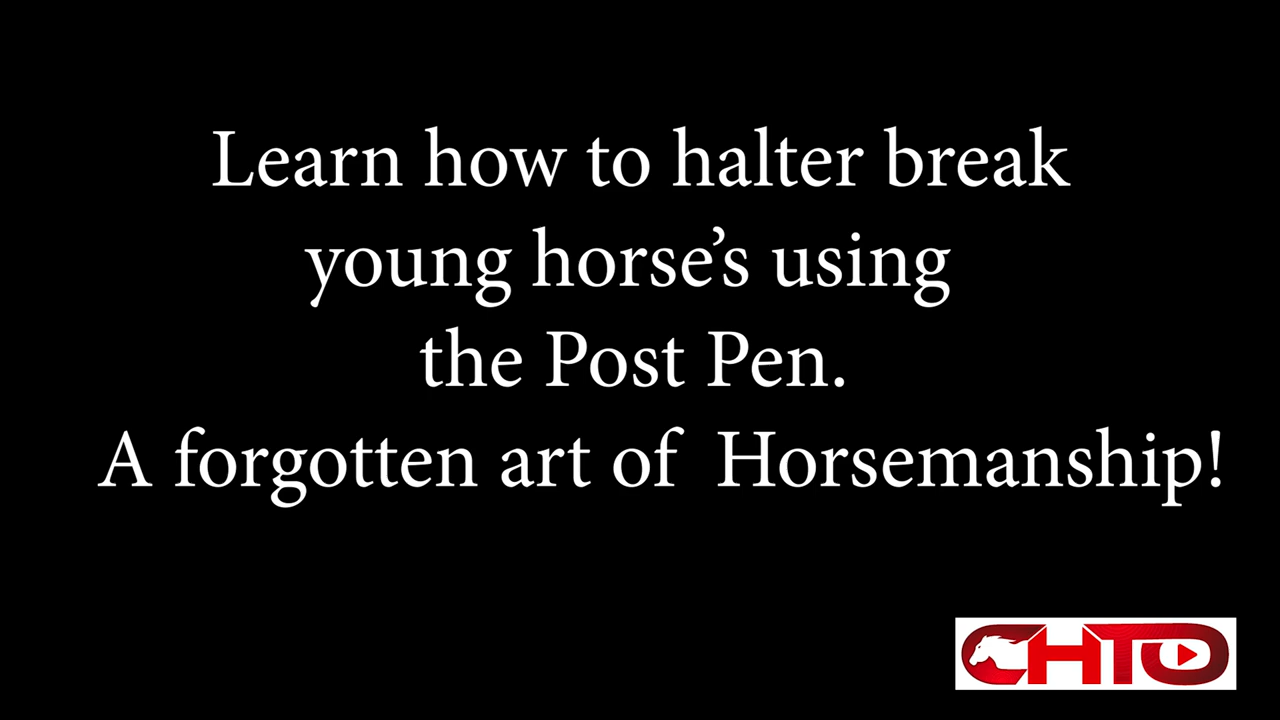 Learn how to halter break
young horse’s using
the Post Pen.
A forgotten art of Horsemanship!
CHTO